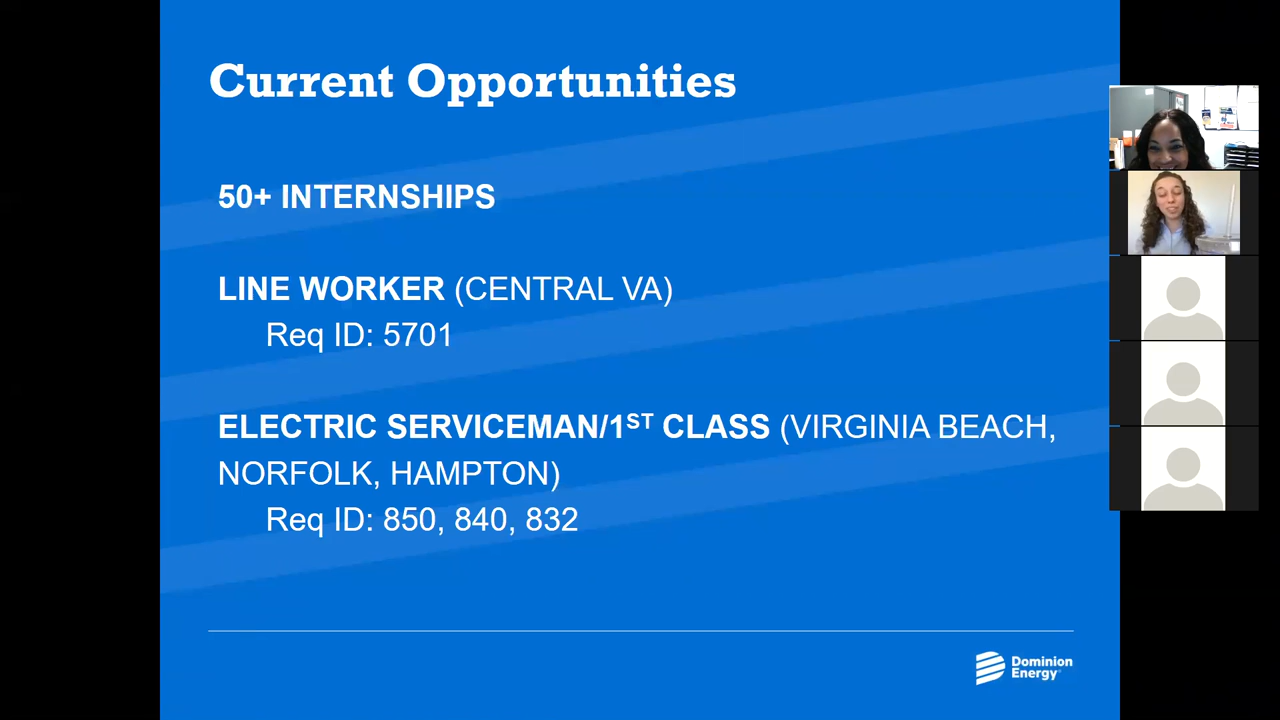 Current Opportunities
50+ INTERNSHIPS
LINE WORKER (CENTRAL VA)
Req ID: 5701
ELECTRIC SERVICEMAN/1ST CLASS (VIRGINIA BEACH,
NORFOLK, HAMPTON)
Req ID: 850, 840, 832
Dominion
Energy